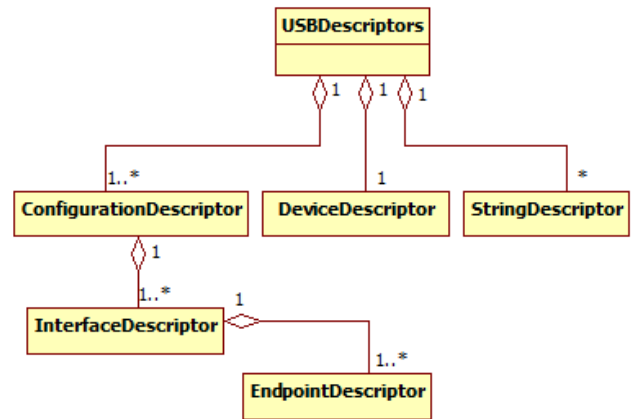 USBDescriptors
1 1 1
1..* 1 *
ConfigurationDescriptor DeviceDescriptor StringDescriptor
1
1..* 1
InterfaceDescriptor
1..*
EndpointDescriptor